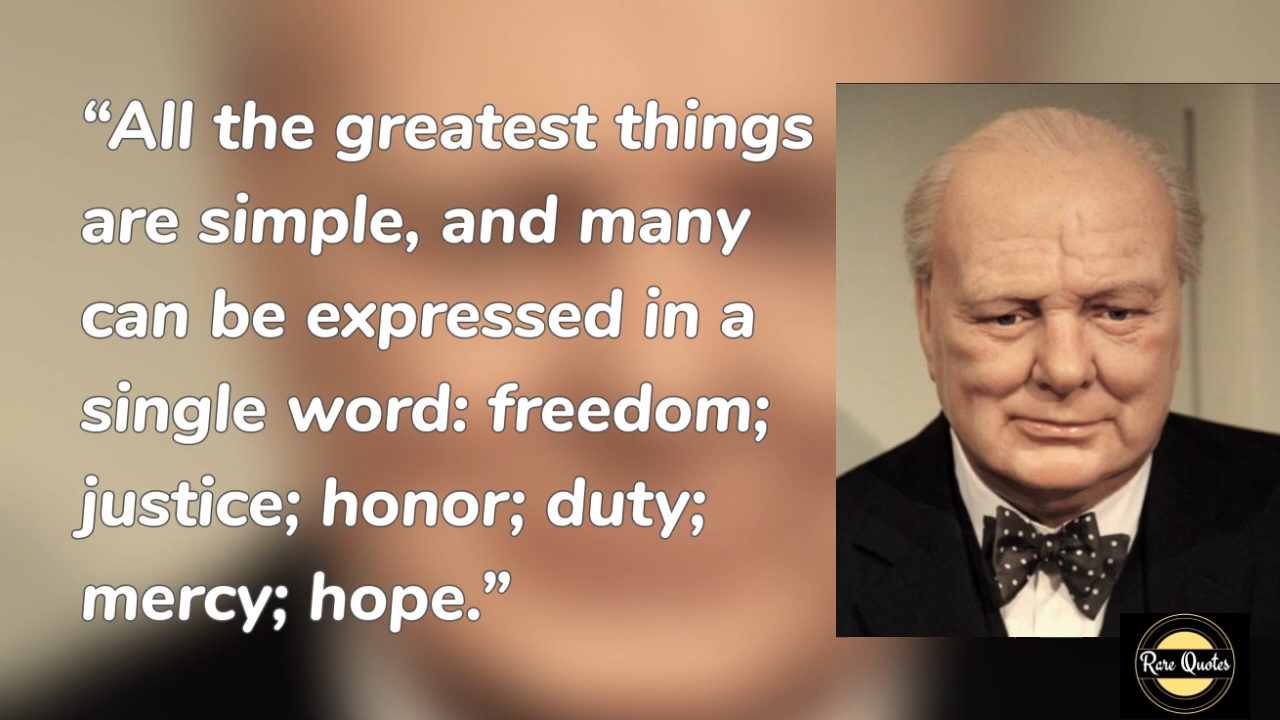 “All the greatest things
are simple, and many
can be expressed in a
single word: freedom;
justice; honor; duty;
mercy; hope.”
Rare Quotes